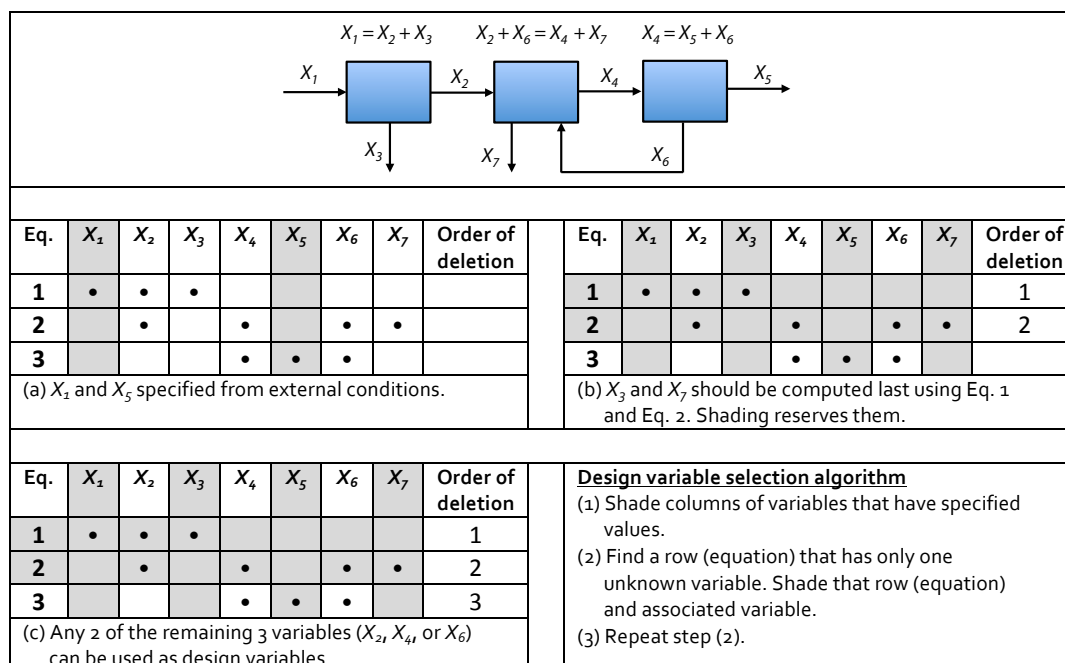 X₁ = X₂ + X₃ X₂ + X₆ = X₄ + X₇ X₄ = X₅ + X₆
X₁ X₂ X₄ X₅
X₃ X₇ X₆
Eq. X₁ X₂ X₃ X₄ X₅ X₆ X₇ Order of deletion
1 • • •
2 • • • •
3 • • •
(a) X₁ and X₅ specified from external conditions.
Eq. X₁ X₂ X₃ X₄ X₅ X₆ X₇ Order of deletion
1 • • • 1
2 • • • • 2
3 • • •
(b) X₃ and X₇ should be computed last using Eq. 1
and Eq. 2. Shading reserves them.
Eq. X₁ X₂ X₃ X₄ X₅ X₆ X₇ Order of deletion
1 • • • 1
2 • • • • 2
3 • • • 3
(c) Any 2 of the remaining 3 variables (X₂, X₄, or X₆)
can be used as design variables
Design variable selection algorithm
(1) Shade columns of variables that have specified
values.
(2) Find a row (equation) that has only one
unknown variable. Shade that row (equation)
and associated variable.
(3) Repeat step (2).